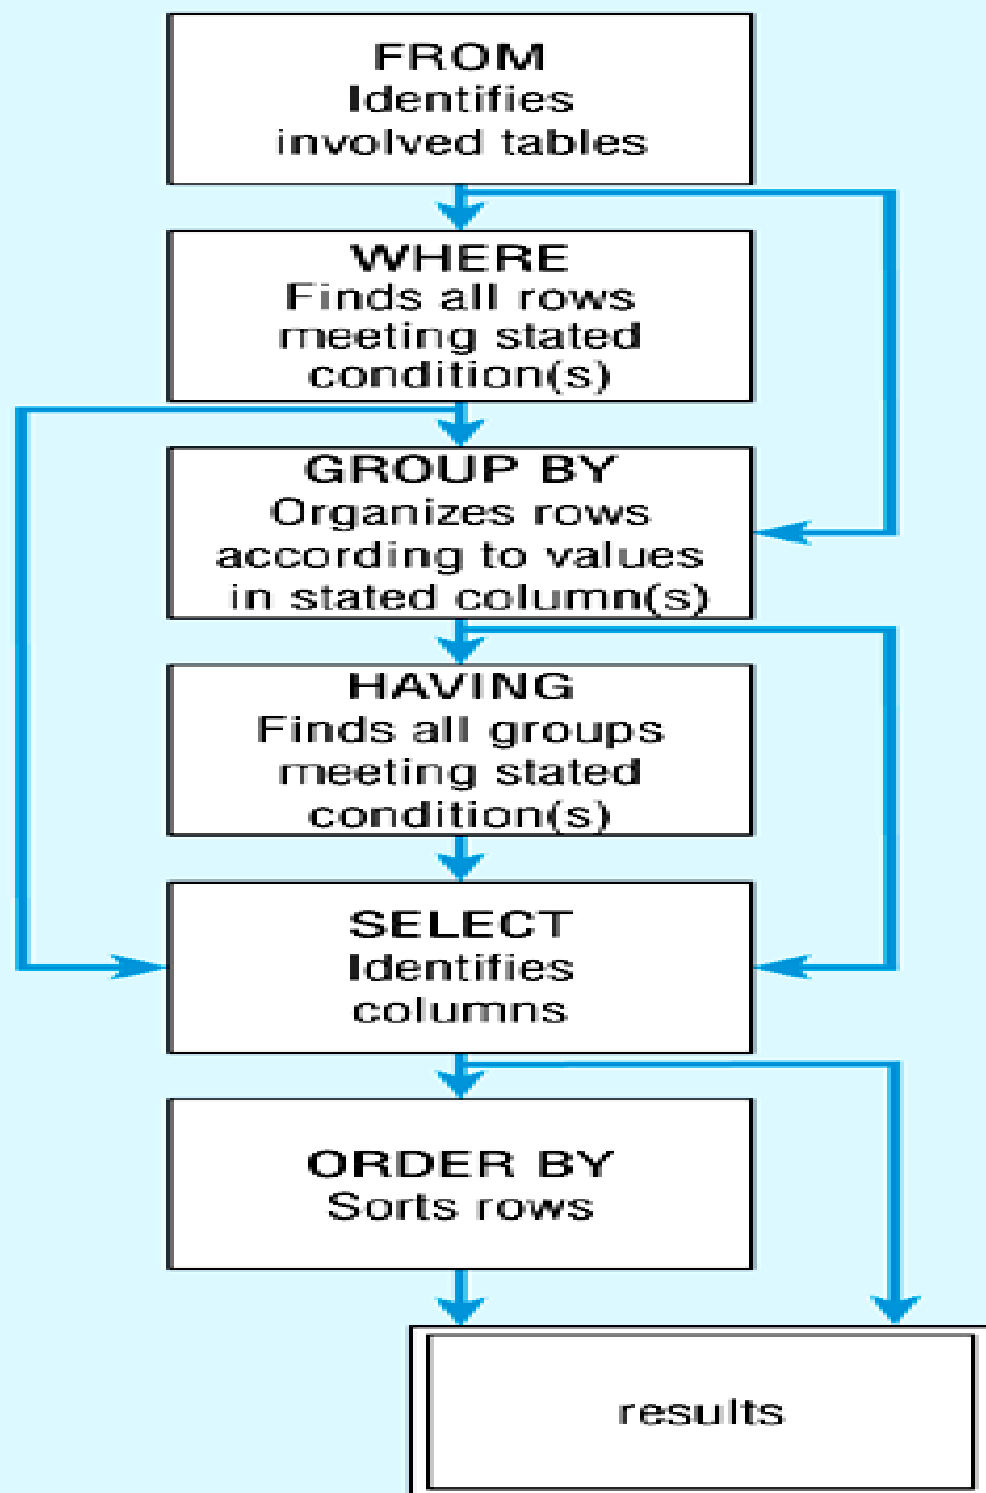 FROM
Identifies
involved tables
WHERE
Finds all rows
meeting stated
condition(s)
GROUP BY
Organizes rows
according to values
in stated column(s)
HAVING
Finds all groups
meeting stated
condition(s)
SELECT
Identifies
columns
ORDER BY
Sorts rows
results